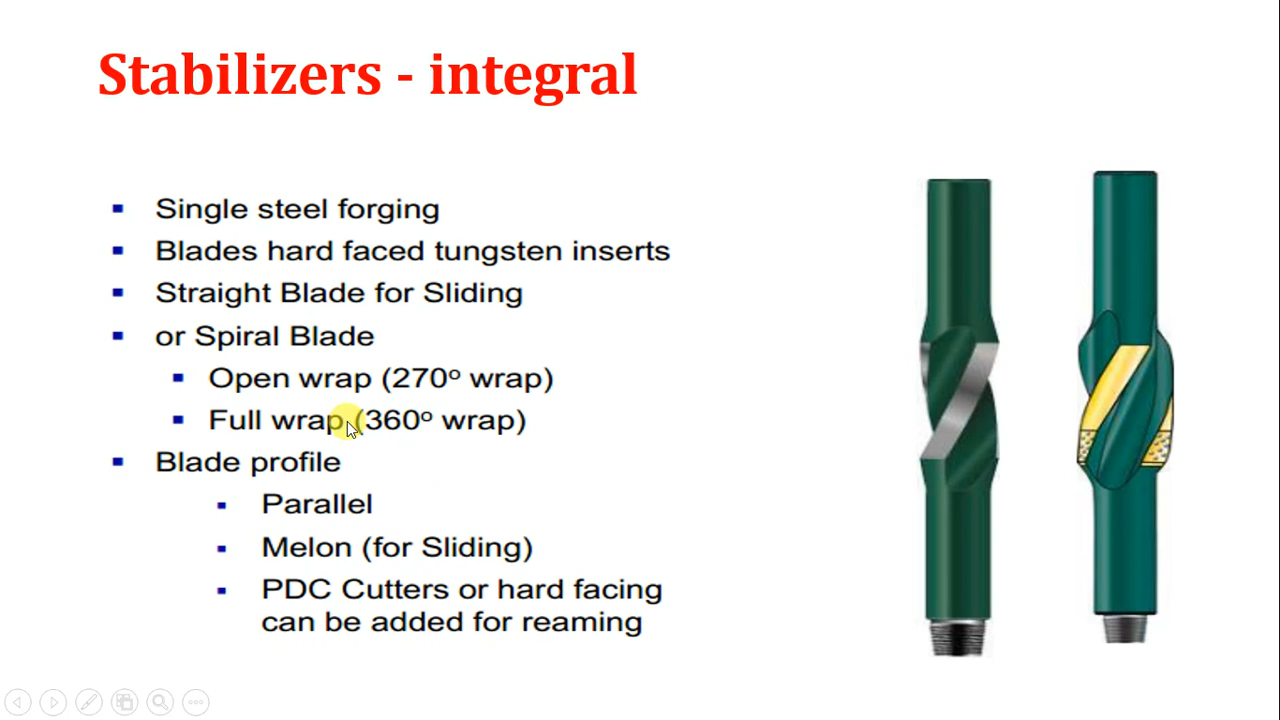 Stabilizers - integral
Single steel forging
Blades hard faced tungsten inserts
Straight Blade for Sliding
or Spiral Blade
Open wrap (270º wrap)
Full wrap (360º wrap)
Blade profile
Parallel
Melon (for Sliding)
PDC Cutters or hard facing
can be added for reaming